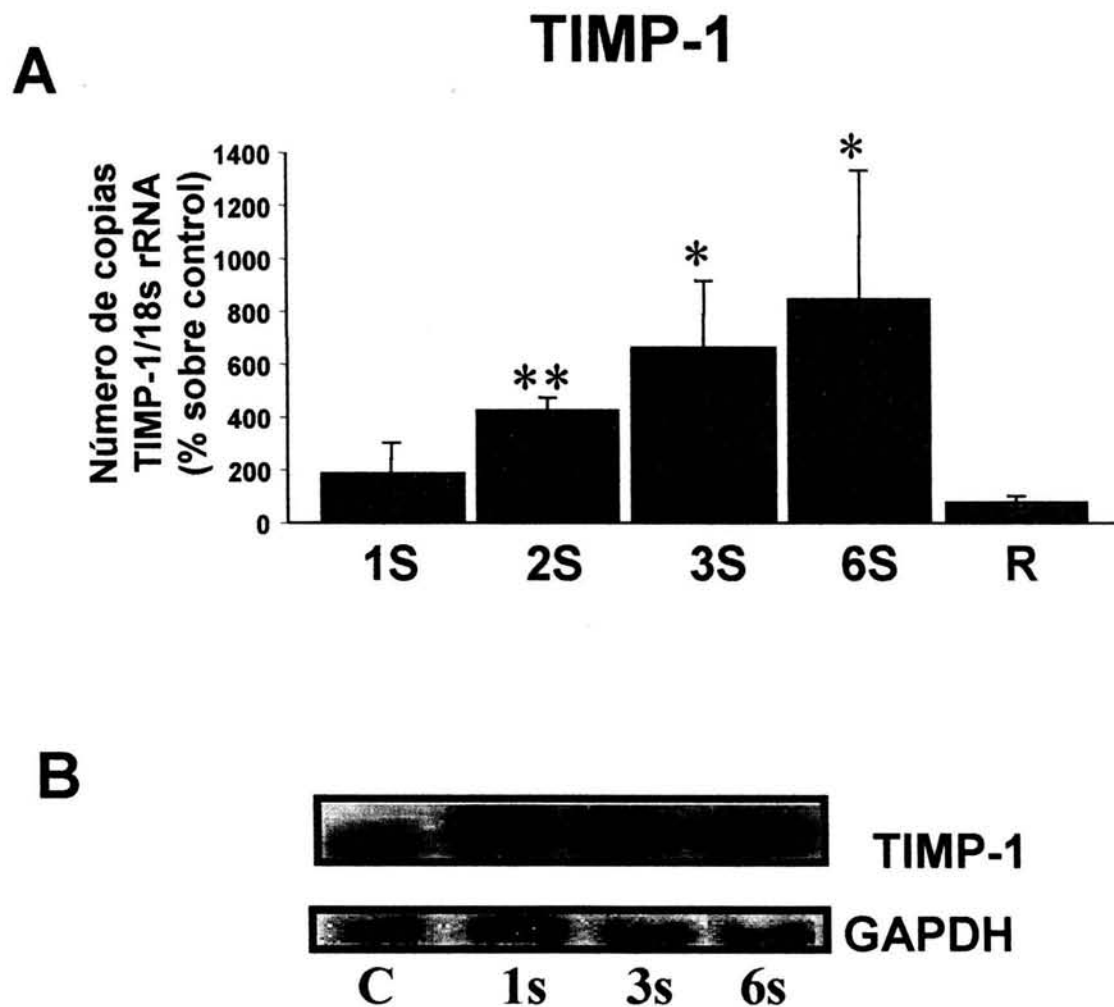 TIMP-1
A
Número de copias
TIMP-1/18s rRNA
(% sobre control)
1400
1200
1000
800
600
400
200
0
*
*
**
1S 2S 3S 6S R
B
TIMP-1
GAPDH
C 1s 3s 6s